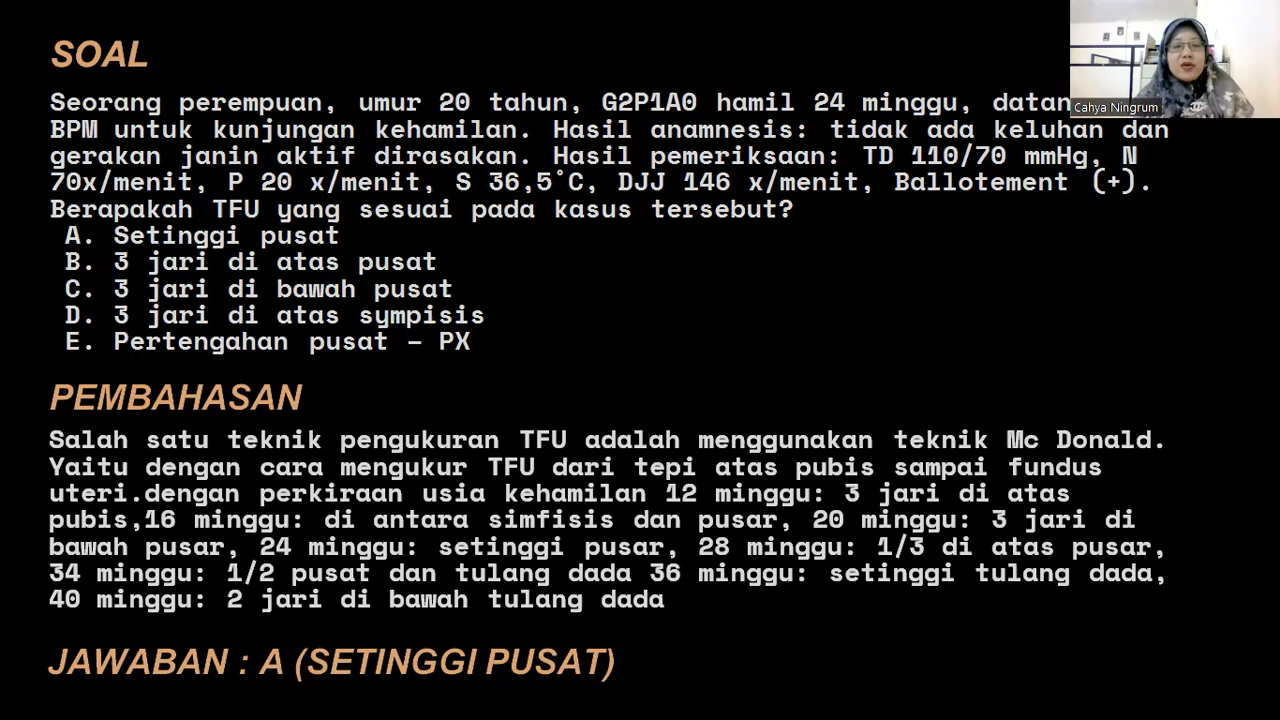 SOAL
Seorang perempuan, umur 20 tahun, G2P1A0 hamil 24 minggu, datan
BPM untuk kunjungan kehamilan. Hasil anamnesis: tidak ada keluhan dan
gerakan janin aktif dirasakan. Hasil pemeriksaan: TD 110/70 mmHg, N
70x/menit, P 20 x/menit, S 36,5°C, DJJ 146 x/menit, Ballotement (+).
Berapakah TFU yang sesuai pada kasus tersebut?
A. Setinggi pusat
B. 3 jari di atas pusat
C. 3 jari di bawah pusat
D. 3 jari di atas sympisis
E. Pertengahan pusat – PX
Cahya Ningrum
PEMBAHASAN
Salah satu teknik pengukuran TFU adalah menggunakan teknik Mc Donald.
Yaitu dengan cara mengukur TFU dari tepi atas pubis sampai fundus
uteri.dengan perkiraan usia kehamilan 12 minggu: 3 jari di atas
pubis,16 minggu: di antara simfisis dan pusar, 20 minggu: 3 jari di
bawah pusar, 24 minggu: setinggi pusar, 28 minggu: 1/3 di atas pusar,
34 minggu: 1/2 pusat dan tulang dada 36 minggu: setinggi tulang dada,
40 minggu: 2 jari di bawah tulang dada
JAWABAN : A (SETINGGI PUSAT)